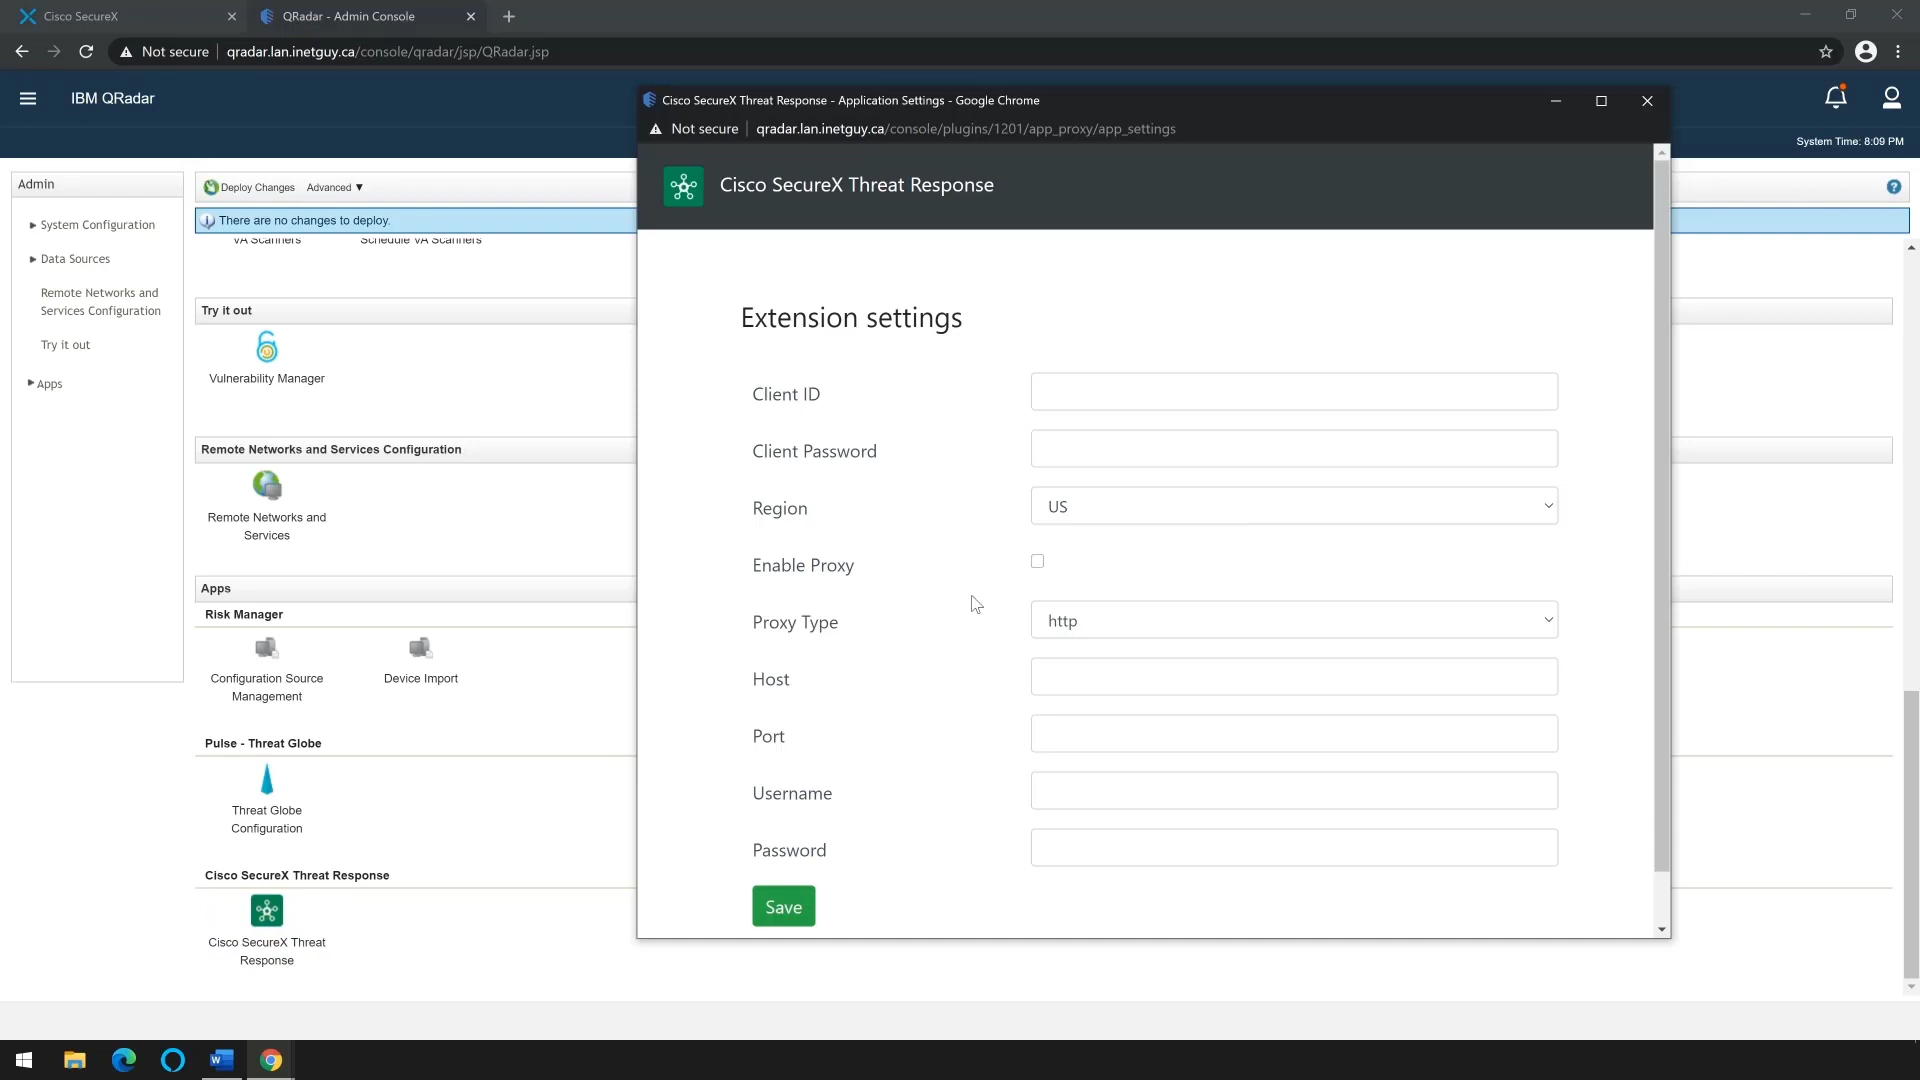 Cisco SecureX
QRadar - Admin Console
Not secure
qradar.lan.inetguy.ca/console/qradar/jsp/QRadar.jsp
IBM QRadar
System Time: 8:09 PM
Admin
System Configuration
Data Sources
Remote Networks and
Services Configuration
Try it out
Apps
Deploy Changes
Advanced ▼
There are no changes to deploy.
VA Scanners
Schedule VA Scanners
Try it out
Vulnerability Manager
Remote Networks and Services Configuration
Remote Networks and
Services
Apps
Risk Manager
Configuration Source
Management
Device Import
Pulse - Threat Globe
Threat Globe
Configuration
Cisco SecureX Threat Response
Cisco SecureX Threat
Response
Cisco SecureX Threat Response - Application Settings - Google Chrome
Not secure
qradar.lan.inetguy.ca/console/plugins/1201/app_proxy/app_settings
Cisco SecureX Threat Response
Extension settings
Client ID
Client Password
Region
US
Enable Proxy
Proxy Type
http
Host
Port
Username
Password
Save